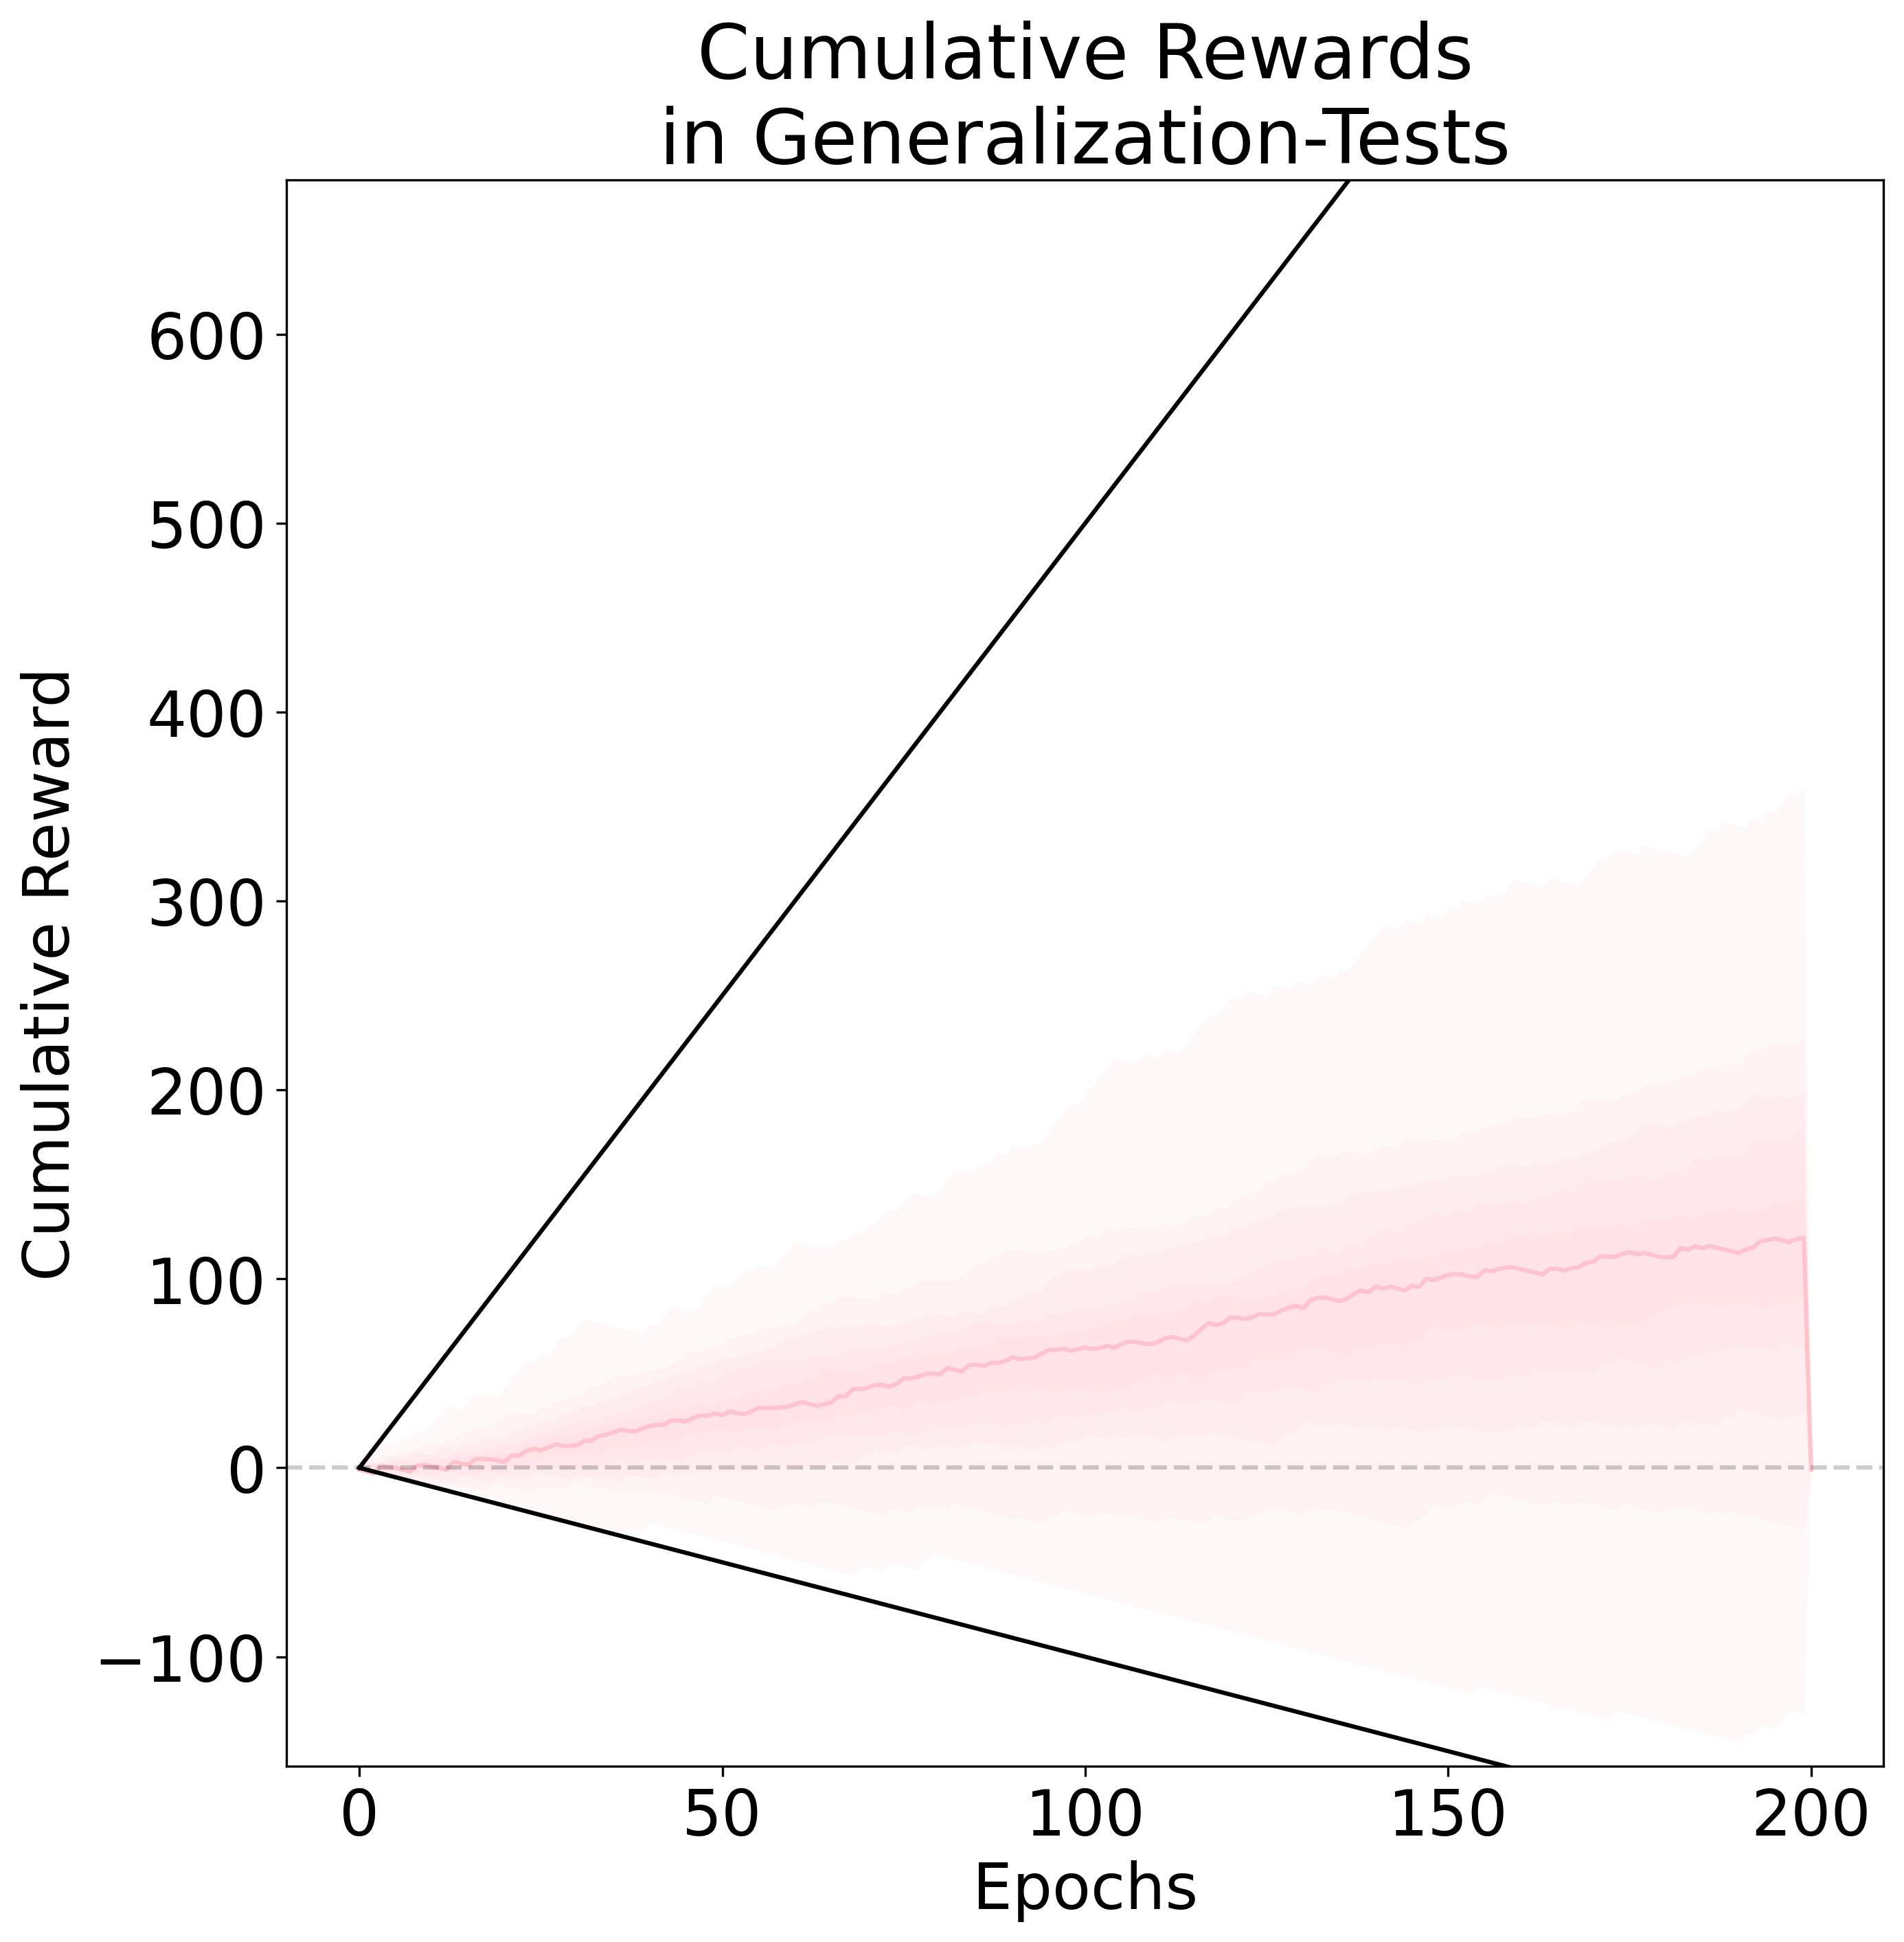 Cumulative Rewards
in Generalization-Tests
Cumulative Reward
600
500
400
300
200
100
0
−100
0 50 100 150 200
Epochs